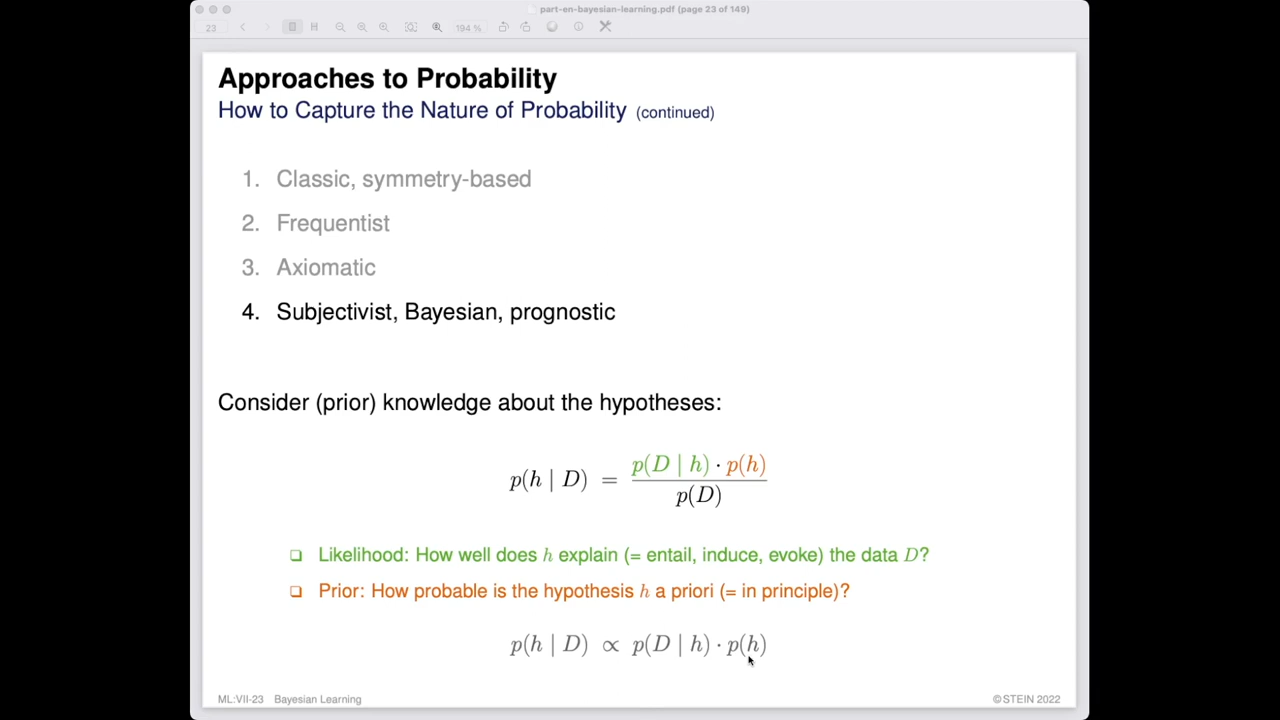 part-en-bayesian-learning.pdf (page 23 of 149)
23
194 %
Approaches to Probability
How to Capture the Nature of Probability (continued)
1. Classic, symmetry-based
2. Frequentist
3. Axiomatic
4. Subjectivist, Bayesian, prognostic
Consider (prior) knowledge about the hypotheses:
p(h | D) = p(D | h) · p(h)
p(D)
❑ Likelihood: How well does h explain (= entail, induce, evoke) the data D?
❑ Prior: How probable is the hypothesis h a priori (= in principle)?
p(h | D) ∝ p(D | h) · p(h)
ML:VII-23 Bayesian Learning
©STEIN 2022